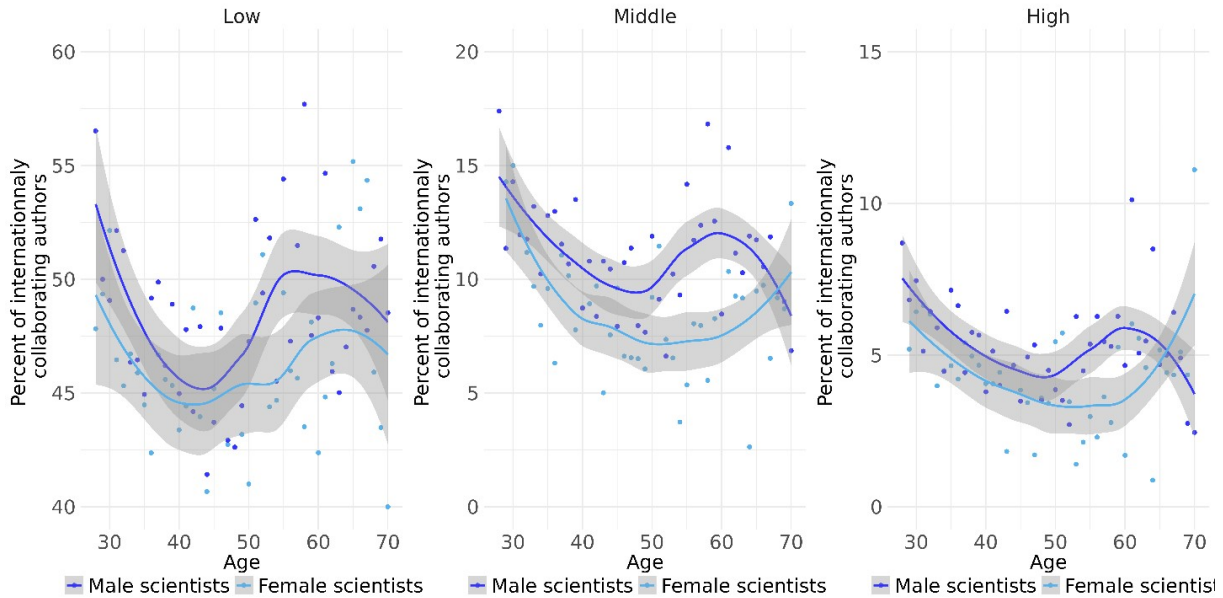 Low
Percent of internationnaly
collaborating authors
60
55
50
45
40
30 40 50 60 70
Age
Male scientists Female scientists
Middle
Percent of internationnaly
collaborating authors
20
15
10
5
0
30 40 50 60 70
Age
Male scientists Female scientists
High
Percent of internationnaly
collaborating authors
15
10
5
0
30 40 50 60 70
Age
Male scientists Female scientist